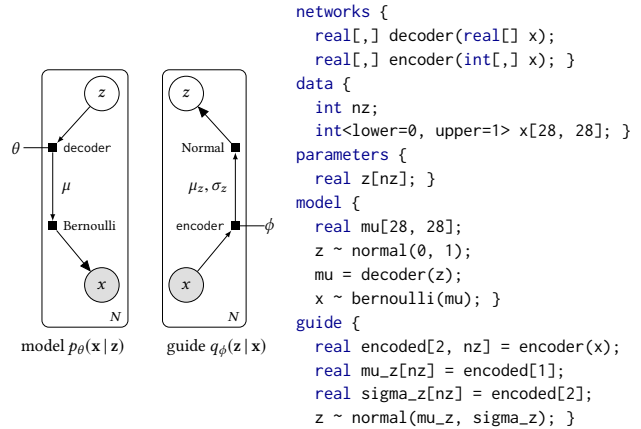 z
θ
decoder
μ
Bernoulli
x
N
model pθ(x | z)
z
Normal
μz, σz
encoder
ϕ
x
N
guide qϕ(z | x)
networks {
  real[,] decoder(real[] x);
  real[,] encoder(int[,] x); }
data {
  int nz;
  int<lower=0, upper=1> x[28, 28]; }
parameters {
  real z[nz]; }
model {
  real mu[28, 28];
  z ~ normal(0, 1);
  mu = decoder(z);
  x ~ bernoulli(mu); }
guide {
  real encoded[2, nz] = encoder(x);
  real mu_z[nz] = encoded[1];
  real sigma_z[nz] = encoded[2];
  z ~ normal(mu_z, sigma_z); }